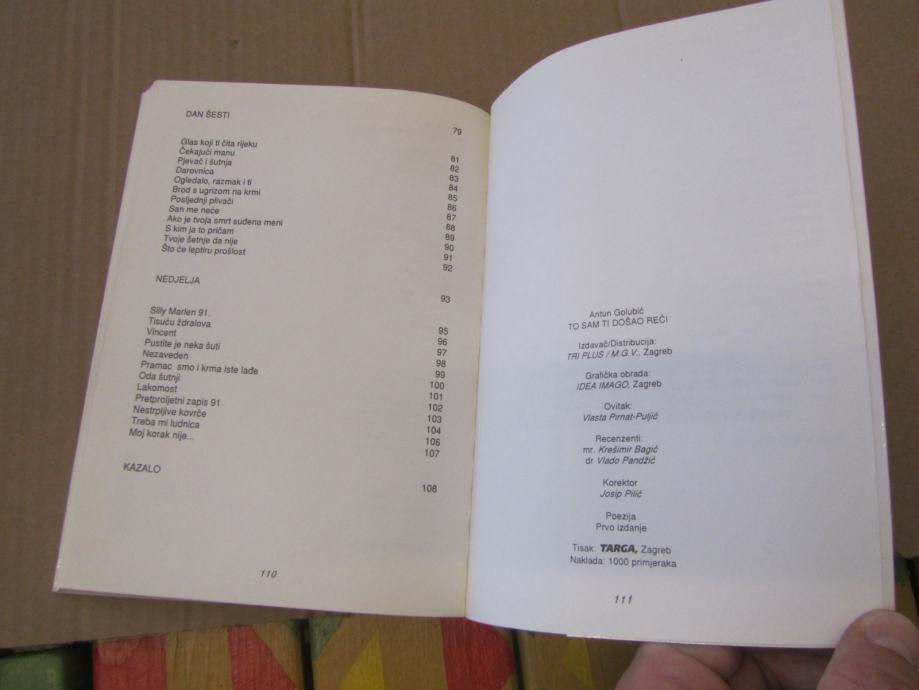 DAN ŠESTI 79
Glas koji ti čita rijeku 81
Čekajući manu 82
Pjevač i šutnja 83
Darovnica 84
Ogledalo, razmak i ti 85
Brod s ugrizom na krmi 86
Posljednji plivači 87
San me neće 88
Ako je tvoja smrt suđena meni 89
S kim ja to pričam 90
Tvoje šetnje da nije 91
Što će leptiru prošlost 92
NEDJELJA 93
Silly Marlen 91. 95
Tisuću ždralova 96
Vincent 97
Pustite je neka šuti 98
Nezaveden 99
Pramac smo i krma iste lađe 100
Oda šutnji 101
Lakomost 102
Pretproljetni zapis 91 103
Nestrpljive kovrče 104
Treba mi ludnica 106
Moj korak nije... 107
KAZALO 108
110
Antun Golubić
TO SAM TI DOŠAO REĆI
Izdavač/Distribucija:
TRI PLUS / M.G.V., Zagreb
Grafička obrada:
IDEA IMAGO, Zagreb
Ovitak:
Vlasta Pirnat-Puljić
Recenzenti:
mr. Krešimir Bagić
dr Vlado Pandžić
Korektor
Josip Pilić
Poezija
Prvo izdanje
Tisak: TARGA, Zagreb
Naklada: 1000 primjeraka
111